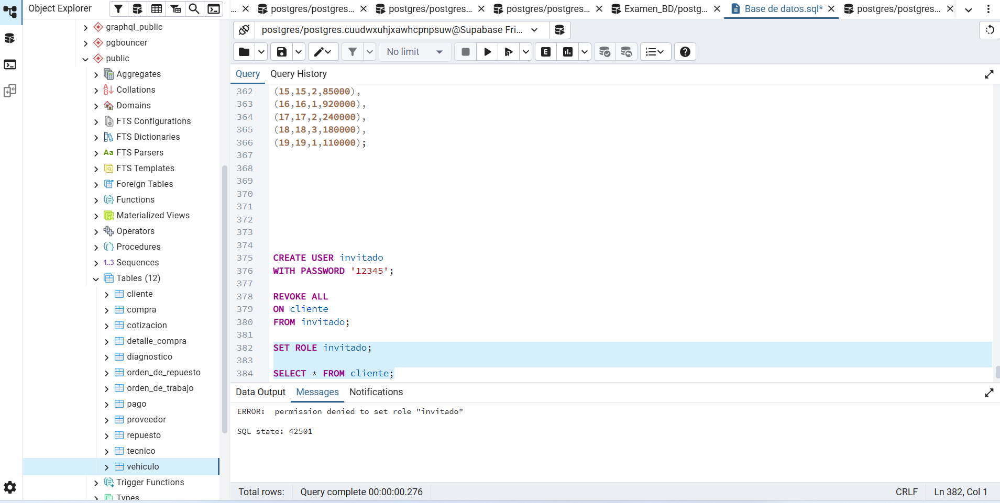 Object Explorer
graphql_public
pgbouncer
public
Aggregates
Collations
Domains
FTS Configurations
FTS Dictionaries
Aa FTS Parsers
FTS Templates
Foreign Tables
Functions
Materialized Views
Operators
Procedures
1..3 Sequences
Tables (12)
cliente
compra
cotizacion
detalle_compra
diagnostico
orden_de_repuesto
orden_de_trabajo
pago
proveedor
repuesto
tecnico
vehiculo
Trigger Functions
Types
... postgres/postgres... postgres/postgres... postgres/postgres... Examen_BD/postg... Base de datos.sql* postgres/postgres...
postgres/postgres.cuudwxuhjxawhcpnpsuw@Supabase Fri...
No limit E
Query Query History
362 (15,15,2,85000),
363 (16,16,1,920000),
364 (17,17,2,240000),
365 (18,18,3,180000),
366 (19,19,1,110000);
367
368
369
370
371
372
373
374
375 CREATE USER invitado
376 WITH PASSWORD '12345';
377
378 REVOKE ALL
379 ON cliente
380 FROM invitado;
381
382 SET ROLE invitado;
383
384 SELECT * FROM cliente;
Data Output Messages Notifications
ERROR:  permission denied to set role "invitado"
SQL state: 42501
Total rows: Query complete 00:00:00.276 CRLF Ln 382, Col 1